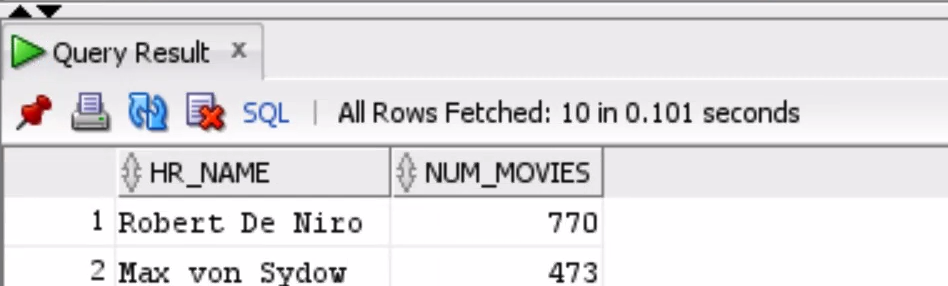 Query Result x
SQL | All Rows Fetched: 10 in 0.101 seconds
HR_NAME NUM_MOVIES
1 Robert De Niro 770
2 Max von Sydow 473